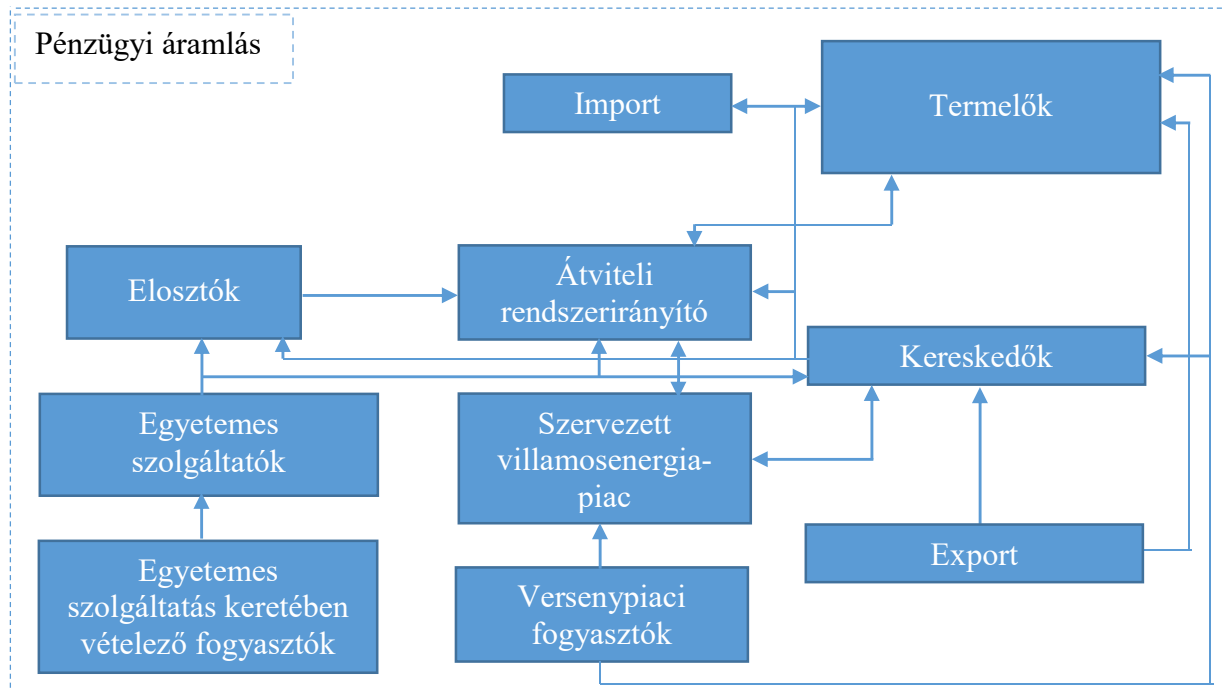 Pénzügyi áramlás
Import
Termelők
Elosztók
Átviteli
rendszerirányító
Kereskedők
Egyetemes
szolgáltatók
Szervezett
villamosenergia-
piac
Export
Egyetemes
szolgáltatás keretében
vételező fogyasztók
Versenypiaci
fogyasztók